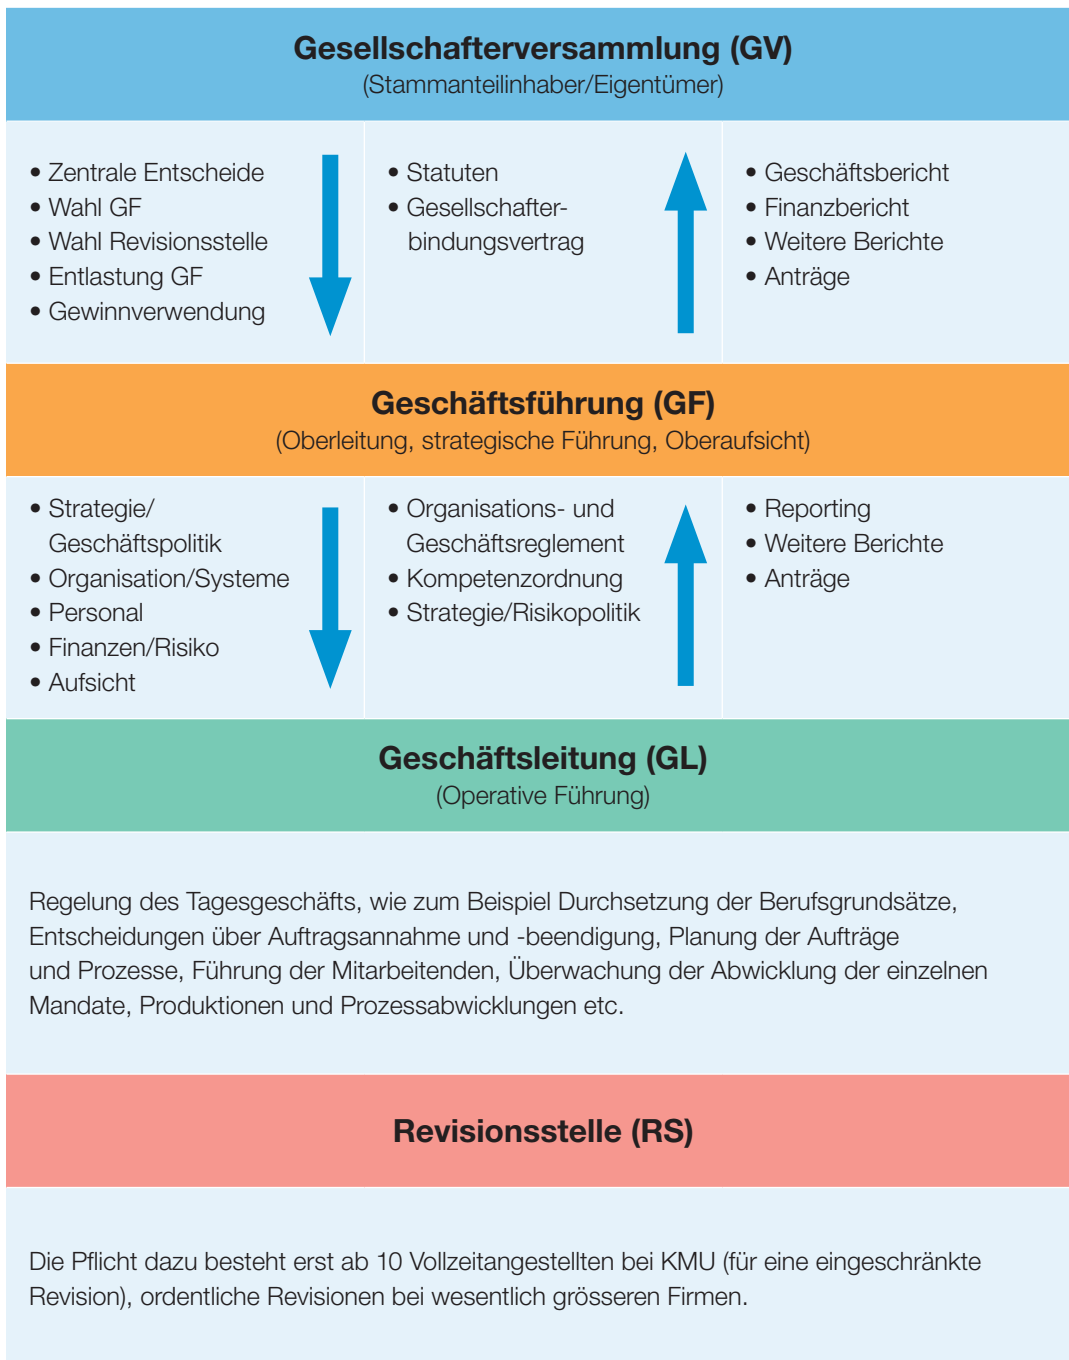 Gesellschafterversammlung (GV)
(Stammanteilinhaber/Eigentümer)
• Zentrale Entscheide
• Wahl GF
• Wahl Revisionsstelle
• Entlastung GF
• Gewinnverwendung
• Statuten
• Gesellschafter-
bindungsvertrag
• Geschäftsbericht
• Finanzbericht
• Weitere Berichte
• Anträge
Geschäftsführung (GF)
(Oberleitung, strategische Führung, Oberaufsicht)
• Strategie/
Geschäftspolitik
• Organisation/Systeme
• Personal
• Finanzen/Risiko
• Aufsicht
• Organisations- und
Geschäftsreglement
• Kompetenzordnung
• Strategie/Risikopolitik
• Reporting
• Weitere Berichte
• Anträge
Geschäftsleitung (GL)
(Operative Führung)
Regelung des Tagesgeschäfts, wie zum Beispiel Durchsetzung der Berufsgrundsätze,
Entscheidungen über Auftragsannahme und -beendigung, Planung der Aufträge
und Prozesse, Führung der Mitarbeitenden, Überwachung der Abwicklung der einzelnen
Mandate, Produktionen und Prozessabwicklungen etc.
Revisionsstelle (RS)
Die Pflicht dazu besteht erst ab 10 Vollzeitangestellten bei KMU (für eine eingeschränkte
Revision), ordentliche Revisionen bei wesentlich grösseren Firmen.